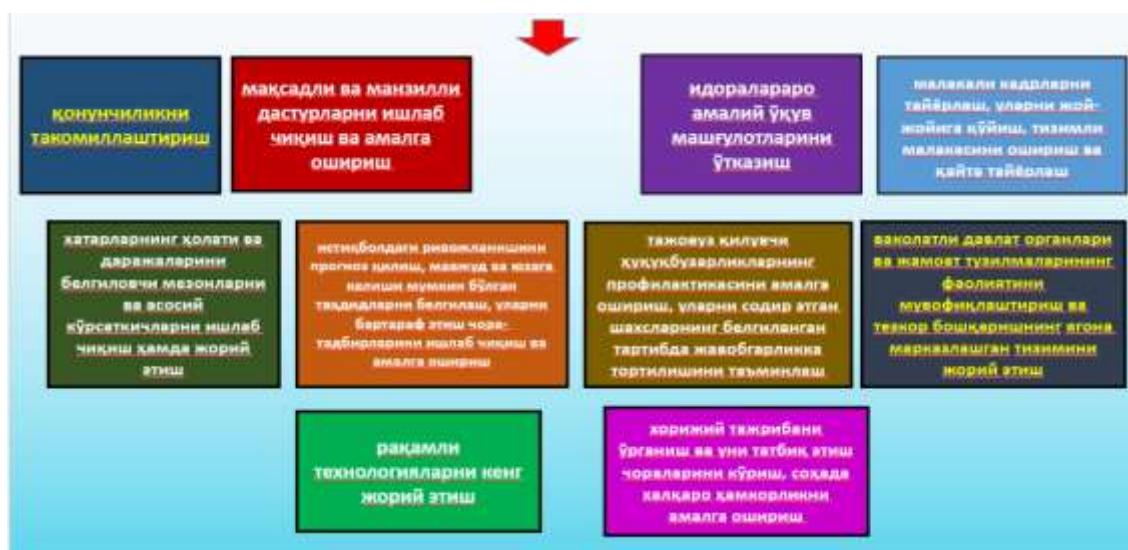 қонунчиликни
такомиллаштириш
мақсадли ва манзилли
дастурларни ишлаб
чиқиш ва амалга
ошириш
идоралараро
амалий ўқув
машғулотларини
ўтказиш
малакали кадрларни
тайёрлаш, уларни жой-
жойига қўйиш, тизимли
малакасини ошириш ва
қайта тайёрлаш
хатарларнинг ҳолати ва
даражаларини
белгиловчи мезонларни
ва асосий
кўрсаткичларни ишлаб
чиқиш ҳамда жорий
этиш
истиқболдаги ривожланишини
прогноз қилиш, мавжуд ва юзага
келиши мумкин бўлган
таҳдидларни белгилаш, уларни
бартараф этиш чора-
тадбирларини ишлаб чиқиш ва
амалга ошириш
тажовуз қилувчи
ҳуқуқбузарликларнинг
профилактикасини амалга
ошириш, уларни содир этган
шахсларнинг белгиланган
тартибда жавобгарликка
тортилишини таъминлаш
ваколатли давлат органлари
ва жамоат тузилмаларининг
фаолиятини
мувофиқлаштириш ва
тезкор бошқаришнинг ягона
марказлашган тизимини
жорий этиш
рақамли
технологияларни кенг
жорий этиш
хорижий тажрибани
ўрганиш ва уни татбиқ этиш
чораларини кўриш, соҳада
халқаро ҳамкорликни
амалга ошириш